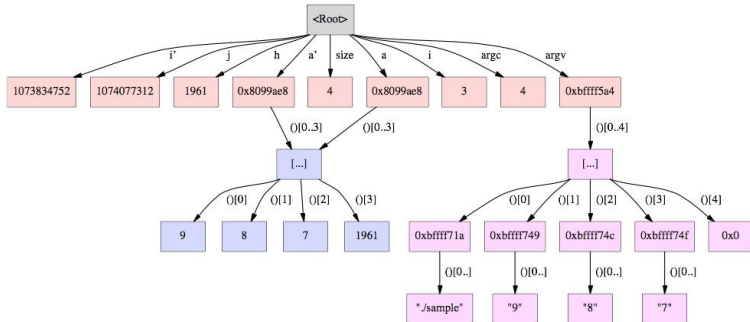 <Root>
i' j h a' size a i argc argv
1073834752 1074077312 1961 0x8099ae8 4 0x8099ae8 3 4 0xbffff5a4
()[0..3] ()[0..3] ()[0..4]
[...] [...]
()[0] ()[1] ()[2] ()[3] ()[0] ()[1] ()[2] ()[3] ()[4]
9 8 7 1961 0xbffff71a 0xbffff749 0xbffff74c 0xbffff74f 0x0
()[0..] ()[0..] ()[0..] ()[0..]
"./sample" "9" "8" "7"